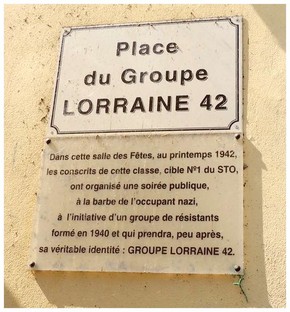 Place
du Groupe
LORRAINE 42
Dans cette salle des Fêtes, au printemps 1942,
les conscrits de cette classe, cible N°1 du STO,
ont organisé une soirée publique,
à la barbe de l'occupant nazi,
à l'initiative d'un groupe de résistants
formé en 1940 et qui prendra, peu après,
sa véritable identité : GROUPE LORRAINE 42.